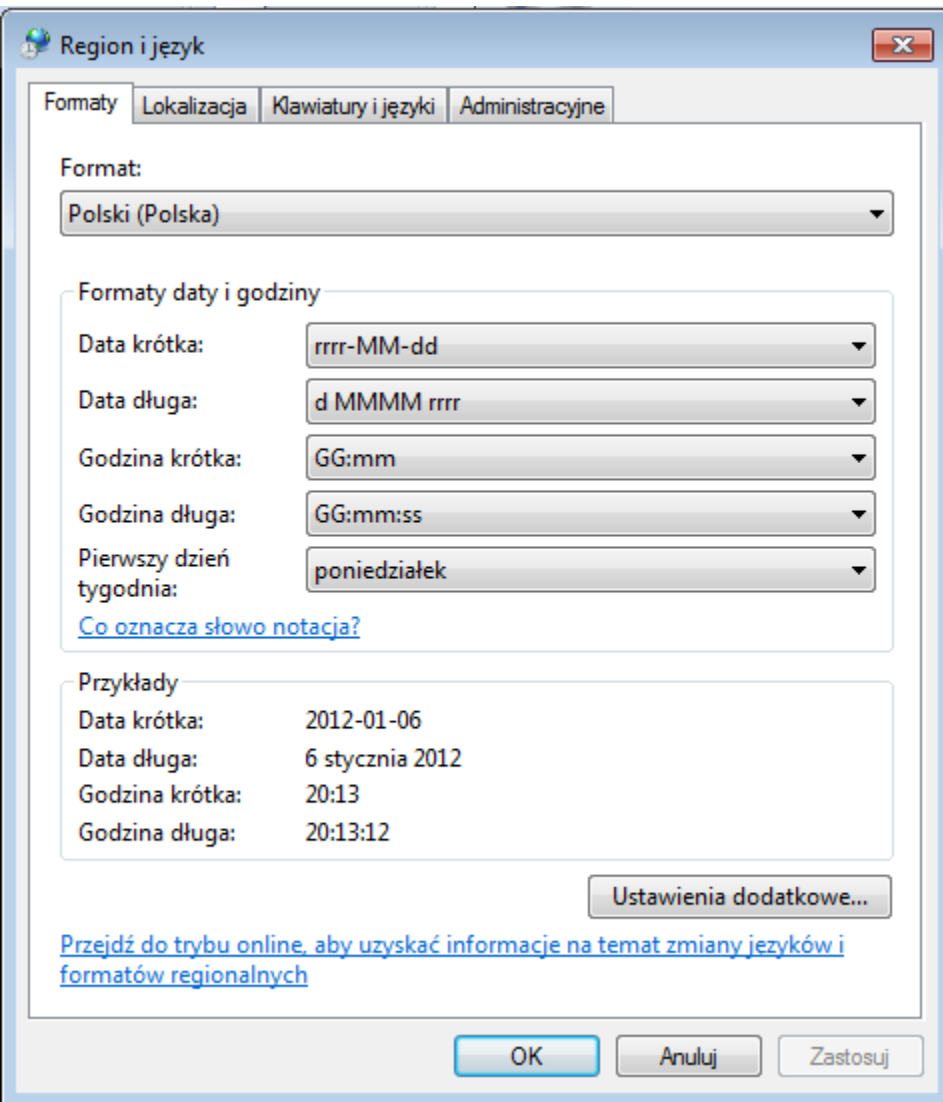 Region i język
Formaty Lokalizacja Klawiatury i języki Administracyjne
Format:
Polski (Polska)
Formaty daty i godziny
Data krótka: rrrr-MM-dd
Data długa: d MMMM rrrr
Godzina krótka: GG:mm
Godzina długa: GG:mm:ss
Pierwszy dzień
tygodnia: poniedziałek
Co oznacza słowo notacja?
Przykłady
Data krótka: 2012-01-06
Data długa: 6 stycznia 2012
Godzina krótka: 20:13
Godzina długa: 20:13:12
Ustawienia dodatkowe...
Przejdź do trybu online, aby uzyskać informacje na temat zmiany języków i
formatów regionalnych
OK Anuluj Zastosuj